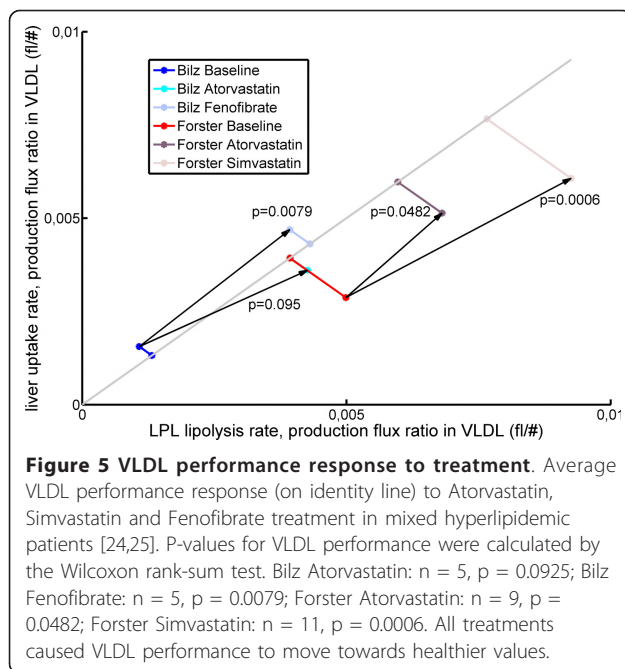 0,01
liver uptake rate, production flux ratio in VLDL (fl/#)
Bilz Baseline
Bilz Atorvastatin
Bilz Fenofibrate
Forster Baseline
Forster Atorvastatin
Forster Simvastatin
p=0.0079
p=0.0482
p=0.0006
0,005
p=0.095
0
0
0,005
0,01
LPL lipolysis rate, production flux ratio in VLDL (fl/#)
Figure 5 VLDL performance response to treatment. Average
VLDL performance response (on identity line) to Atorvastatin,
Simvastatin and Fenofibrate treatment in mixed hyperlipidemic
patients [24,25]. P-values for VLDL performance were calculated by
the Wilcoxon rank-sum test. Bilz Atorvastatin: n = 5, p = 0.0925; Bilz
Fenofibrate: n = 5, p = 0.0079; Forster Atorvastatin: n = 9, p =
0.0482; Forster Simvastatin: n = 11, p = 0.0006. All treatments
caused VLDL performance to move towards healthier values.